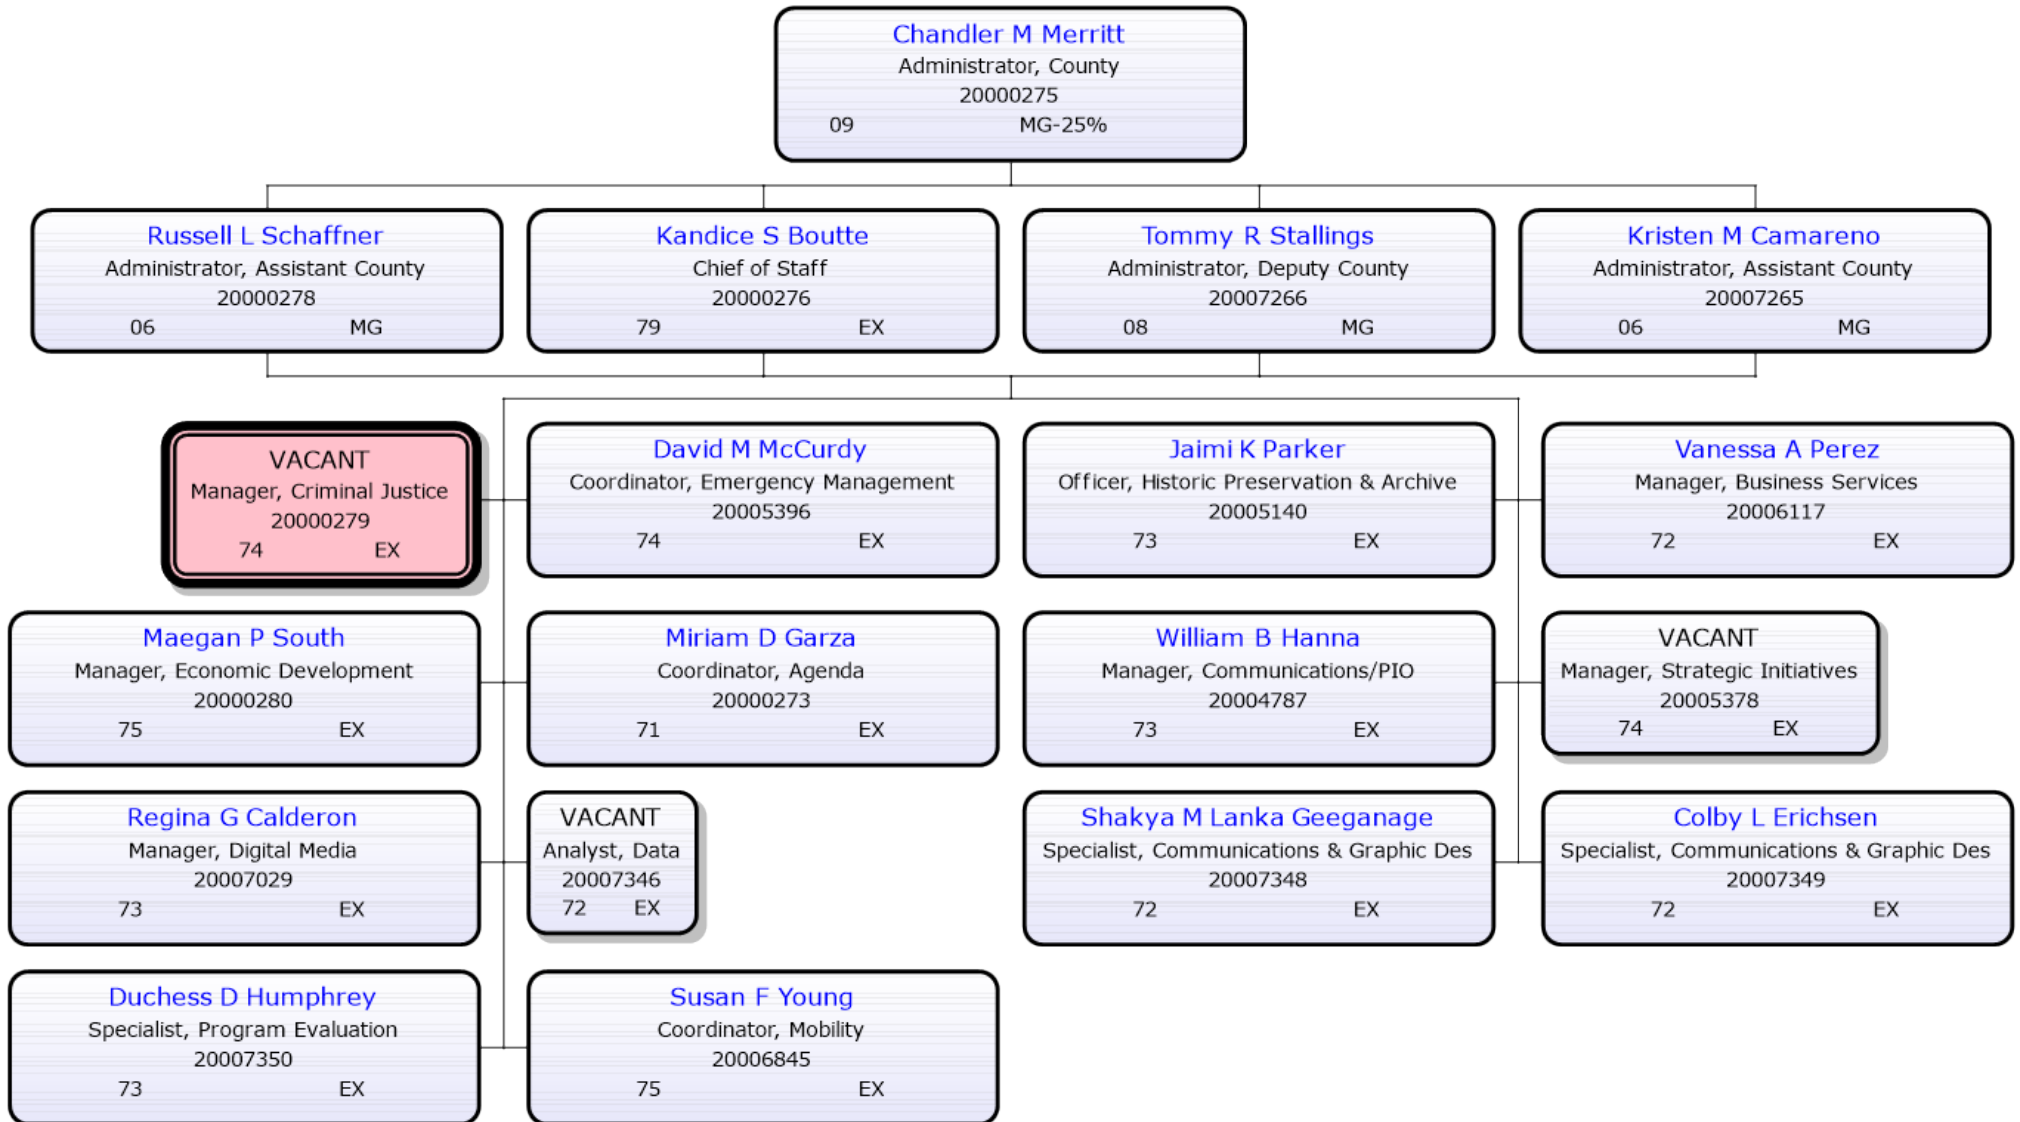 Chandler M Merritt
Administrator, County
20000275
09 MG-25%
Russell L Schaffner
Administrator, Assistant County
20000278
06 MG
Kandice S Boutte
Chief of Staff
20000276
79 EX
Tommy R Stallings
Administrator, Deputy County
20007266
08 MG
Kristen M Camareno
Administrator, Assistant County
20007265
06 MG
VACANT
Manager, Criminal Justice
20000279
74 EX
David M McCurdy
Coordinator, Emergency Management
20005396
74 EX
Jaimi K Parker
Officer, Historic Preservation & Archive
20005140
73 EX
Vanessa A Perez
Manager, Business Services
20006117
72 EX
Maegan P South
Manager, Economic Development
20000280
75 EX
Miriam D Garza
Coordinator, Agenda
20000273
71 EX
William B Hanna
Manager, Communications/PIO
20004787
73 EX
VACANT
Manager, Strategic Initiatives
20005378
74 EX
Regina G Calderon
Manager, Digital Media
20007029
73 EX
VACANT
Analyst, Data
20007346
72 EX
Shakya M Lanka Geeganage
Specialist, Communications & Graphic Des
20007348
72 EX
Colby L Erichsen
Specialist, Communications & Graphic Des
20007349
72 EX
Duchess D Humphrey
Specialist, Program Evaluation
20007350
73 EX
Susan F Young
Coordinator, Mobility
20006845
75 EX